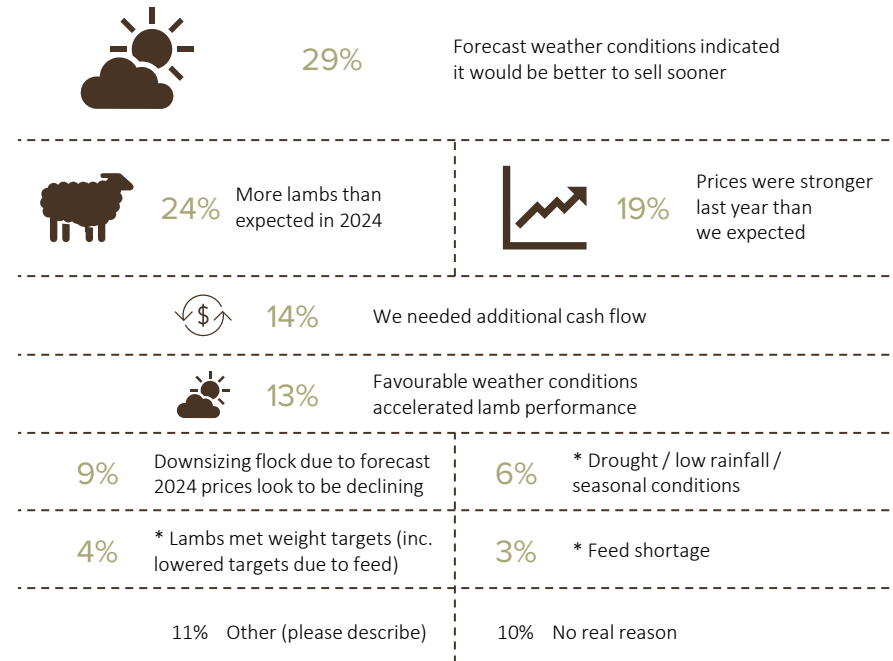 29%
Forecast weather conditions indicated
it would be better to sell sooner
24%
More lambs than
expected in 2024
19%
Prices were stronger
last year than
we expected
$
14%
We needed additional cash flow
13%
Favourable weather conditions
accelerated lamb performance
9%
Downsizing flock due to forecast
2024 prices look to be declining
6%
* Drought / low rainfall /
seasonal conditions
4%
* Lambs met weight targets (inc.
lowered targets due to feed)
3%
* Feed shortage
11% Other (please describe)
10% No real reason